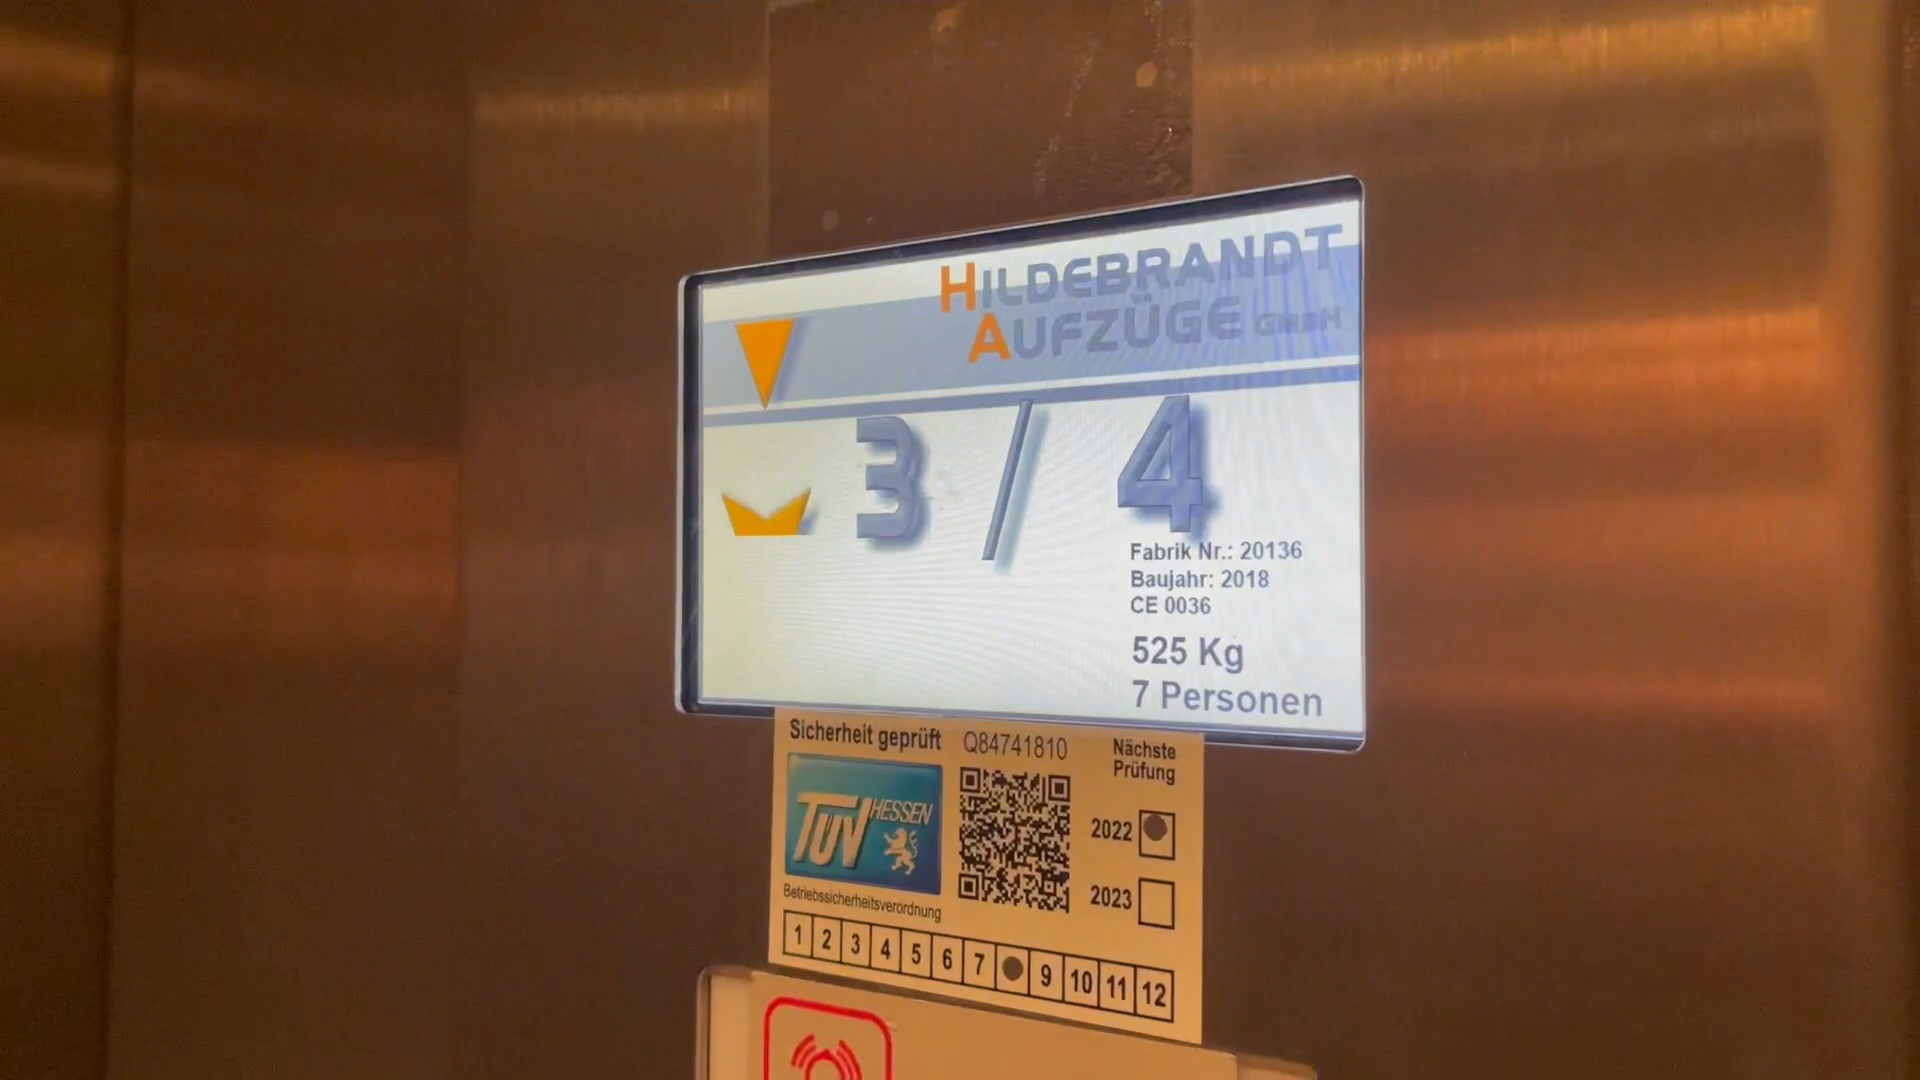 HILDEBRANDT
AUFZÜGE GMBH
3 / 4
Fabrik Nr.: 20136
Baujahr: 2018
CE 0036
525 Kg
7 Personen
Sicherheit geprüft Q84741810 Nächste
Prüfung
TÜV HESSEN
2022
2023
Betriebssicherheitsverordnung
1 2 3 4 5 6 7 9 10 11 12